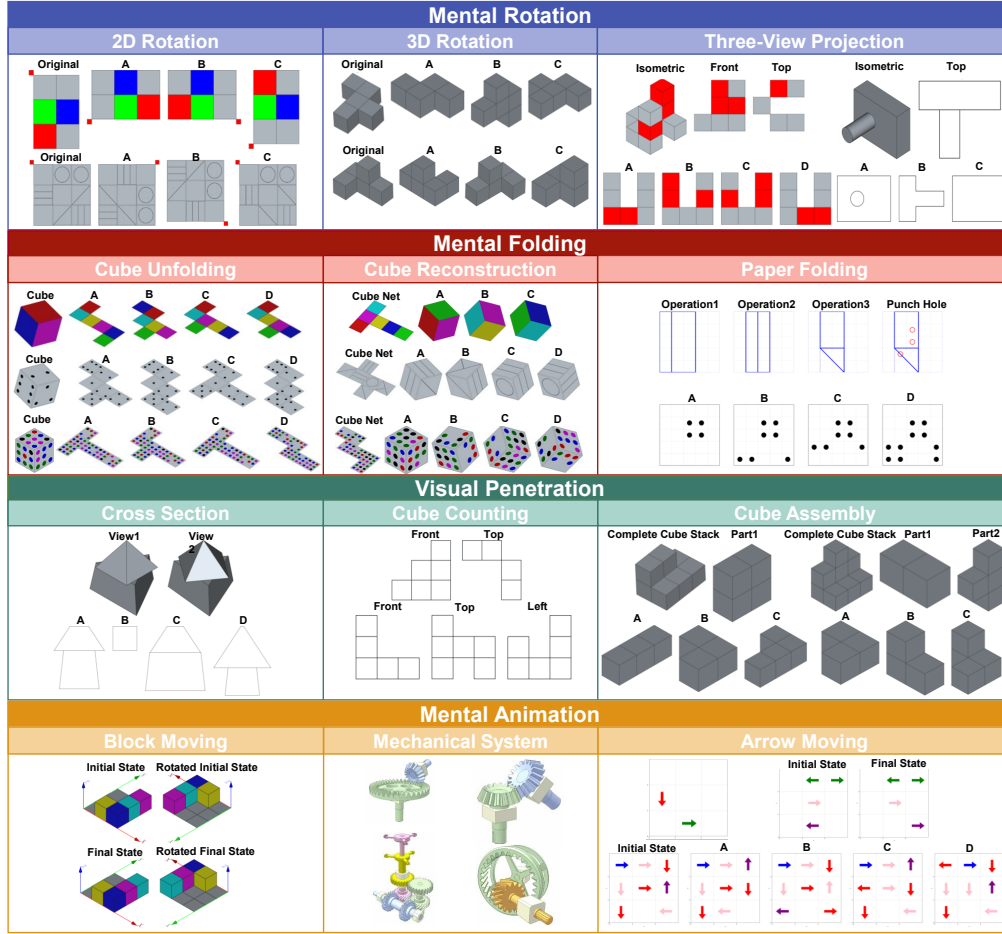 Mental Rotation
2D Rotation
3D Rotation
Three-View Projection
Original A B C
Original A B C
Original A B C
Original A B C
Isometric Front Top
A B C D
Isometric Top
A B C
Mental Folding
Cube Unfolding
Cube Reconstruction
Paper Folding
Cube A B C D
Cube A B C D
Cube A B C D
Cube Net A B C
Cube Net A B C D
Cube Net A B C D
Operation1 Operation2 Operation3 Punch Hole
A B C D
Visual Penetration
Cross Section
Cube Counting
Cube Assembly
View1 View
2
A B C D
Front Top
Front Top Left
Complete Cube Stack Part1
A B C
Complete Cube Stack Part1 Part2
A B C
Mental Animation
Block Moving
Mechanical System
Arrow Moving
Initial State Rotated Initial State
Final State Rotated Final State
Initial State Final State
Initial State A B C D